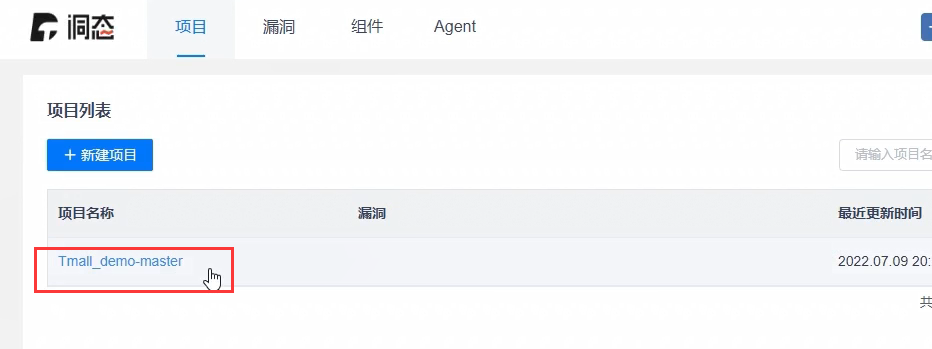 洞态 项目 漏洞 组件 Agent
项目列表
+ 新建项目 请输入项目名
项目名称 漏洞 最近更新时间
Tmall_demo-master 2022.07.09 20:
共